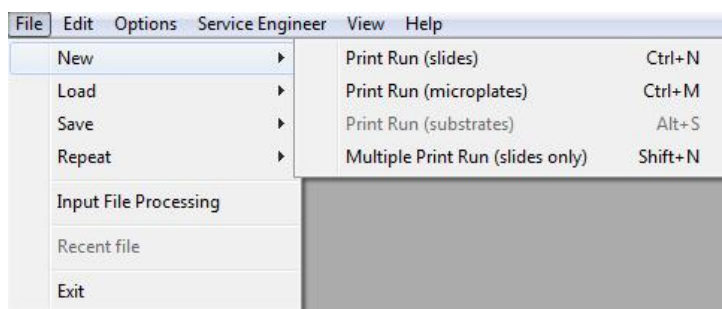 File Edit Options Service Engineer View Help
New Print Run (slides) Ctrl+N
Load Print Run (microplates) Ctrl+M
Save Print Run (substrates) Alt+S
Repeat Multiple Print Run (slides only) Shift+N
Input File Processing
Recent file
Exit